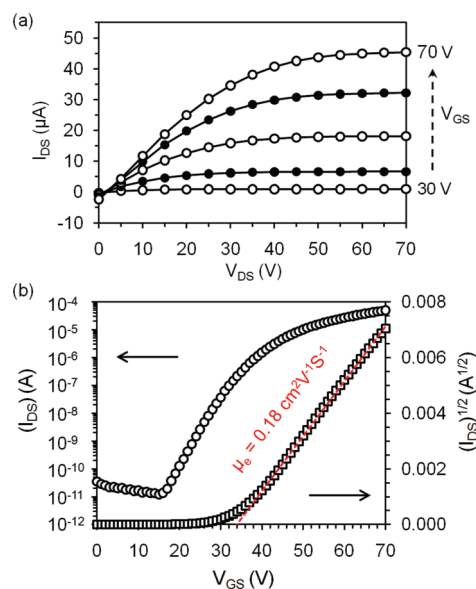 (a)
50
40
30
20
10
0
-10
I_DS (µA)
70 V
V_GS
30 V
0 10 20 30 40 50 60 70
V_DS (V)
(b)
10^-4
10^-5
10^-6
10^-7
10^-8
10^-9
10^-10
10^-11
10^-12
(I_DS) (A)
µ_e = 0.18 cm^2V^-1S^-1
0.008
0.006
0.004
0.002
0.000
(I_DS)^1/2 (A^1/2)
0 10 20 30 40 50 60 70
V_GS (V)